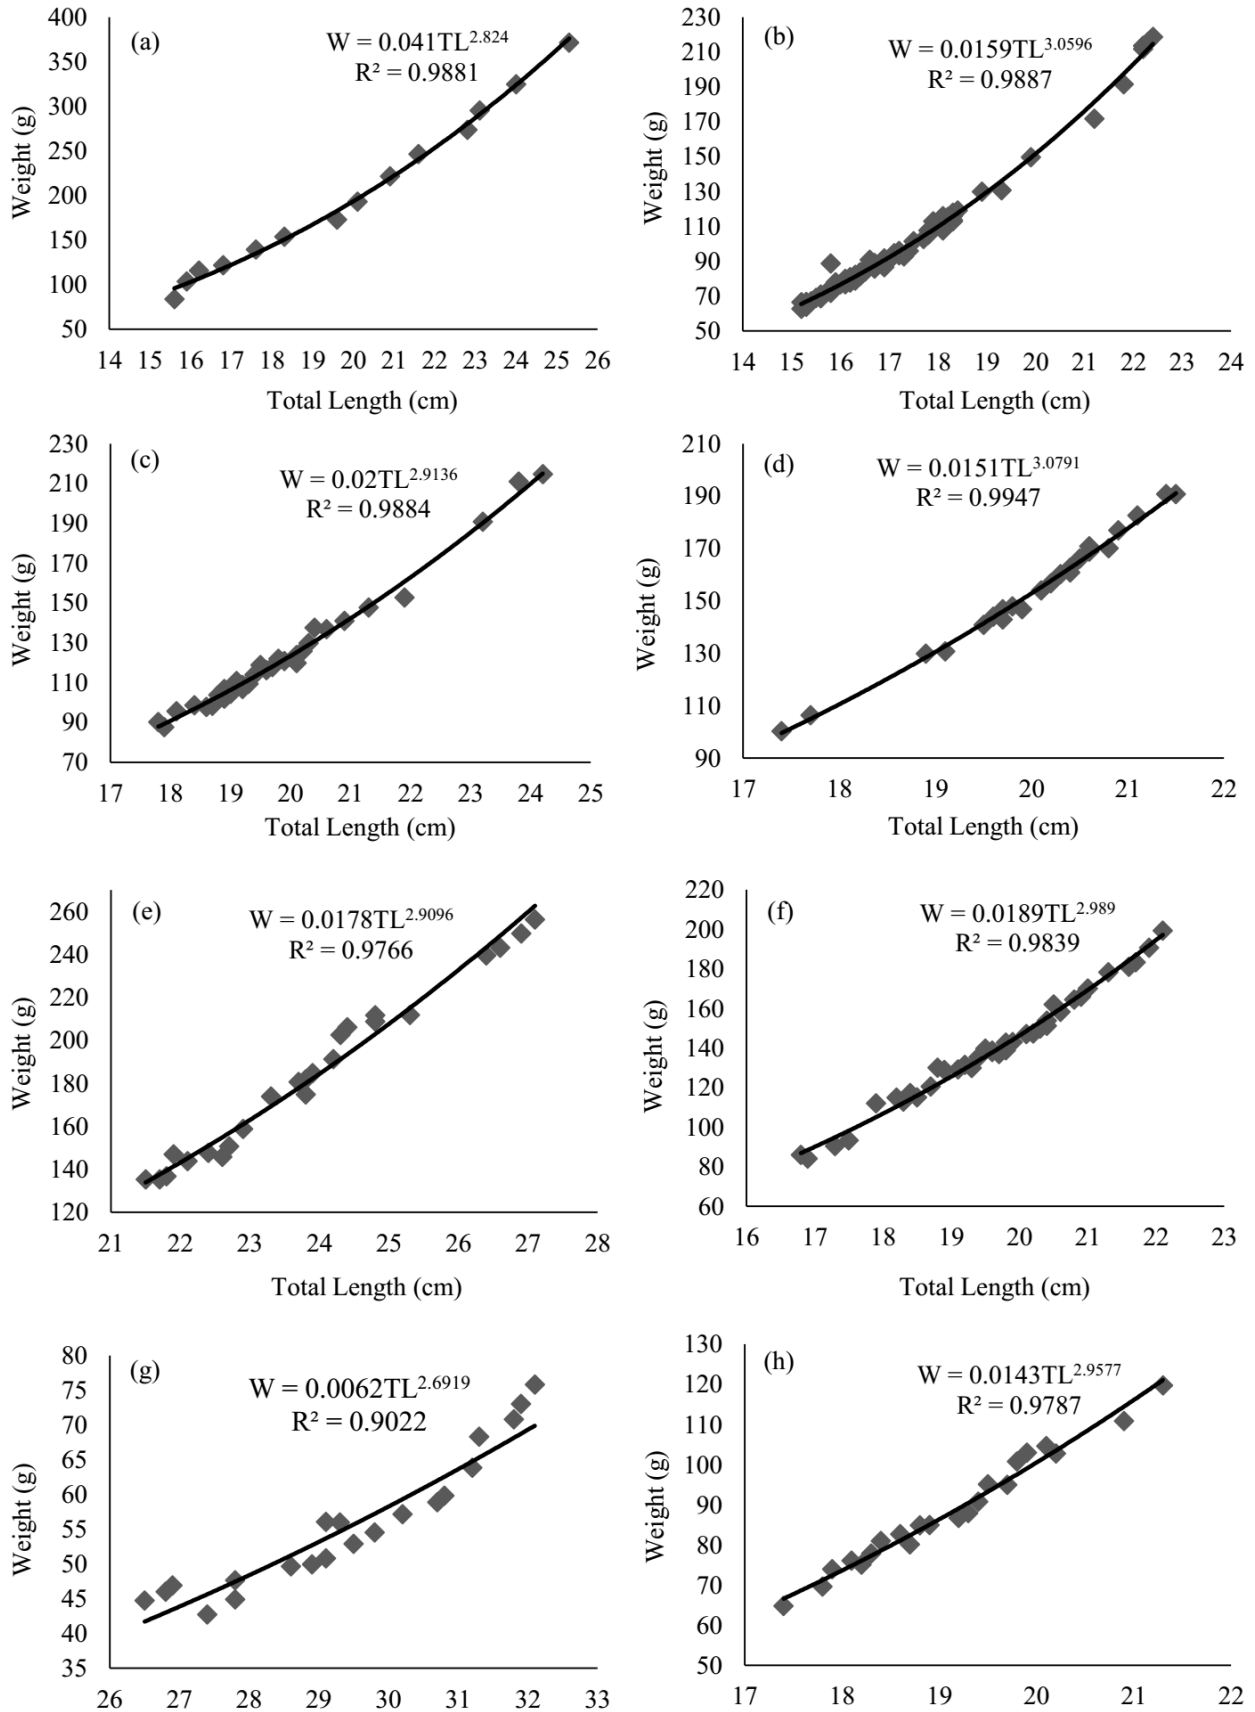 (a)
W = 0.041TL^2.824
R² = 0.9881
Weight (g)
400
350
300
250
200
150
100
50
14 15 16 17 18 19 20 21 22 23 24 25 26
Total Length (cm)
(b)
W = 0.0159TL^3.0596
R² = 0.9887
Weight (g)
230
210
190
170
150
130
110
90
70
50
14 15 16 17 18 19 20 21 22 23 24
Total Length (cm)
(c)
W = 0.02TL^2.9136
R² = 0.9884
Weight (g)
230
210
190
170
150
130
110
90
70
17 18 19 20 21 22 23 24 25
Total Length (cm)
(d)
W = 0.0151TL^3.0791
R² = 0.9947
Weight (g)
210
190
170
150
130
110
90
17 18 19 20 21 22
Total Length (cm)
(e)
W = 0.0178TL^2.9096
R² = 0.9766
Weight (g)
260
240
220
200
180
160
140
120
21 22 23 24 25 26 27 28
Total Length (cm)
(f)
W = 0.0189TL^2.989
R² = 0.9839
Weight (g)
220
200
180
160
140
120
100
80
60
16 17 18 19 20 21 22 23
Total Length (cm)
(g)
W = 0.0062TL^2.6919
R² = 0.9022
Weight (g)
80
75
70
65
60
55
50
45
40
35
26 27 28 29 30 31 32 33
(h)
W = 0.0143TL^2.9577
R² = 0.9787
Weight (g)
130
120
110
100
90
80
70
60
50
17 18 19 20 21 22